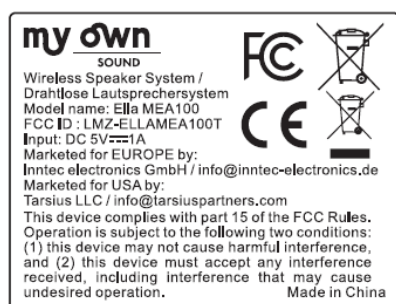 my own
SOUND
FC
Wireless Speaker System /
Drahtlose Lautsprechersystem
Model name: Ella MEA100
FCC ID : LMZ-ELLAMEA100T
CE
Input: DC 5V⎓1A
Marketed for EUROPE by:
Inntec electronics GmbH / info@inntec-electronics.de
Marketed for USA by:
Tarsius LLC / info@tarsiuspartners.com
This device complies with part 15 of the FCC Rules.
Operation is subject to the following two conditions:
(1) this device may not cause harmful interference,
and (2) this device must accept any interference
received, including interference that may cause
undesired operation. Made in China